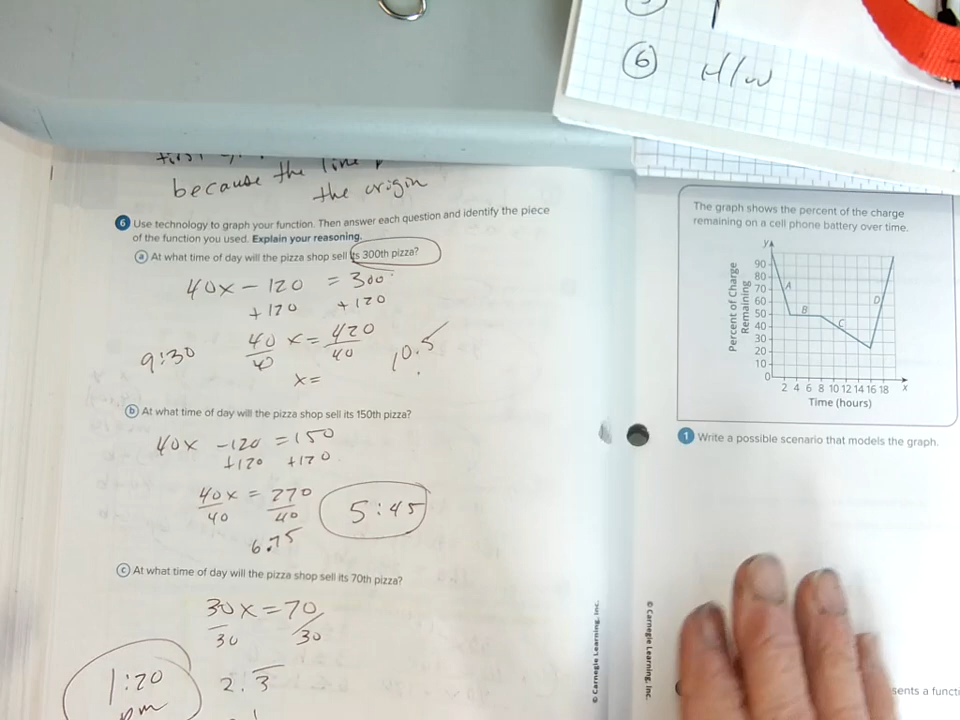 6 H/W
because the line
the origin
6 Use technology to graph your function. Then answer each question and identify the piece
of the function you used. Explain your reasoning.
a At what time of day will the pizza shop sell its 300th pizza?
40x - 120 = 300
+120 +120
40 x = 420
40 40
9:30
10.5
x=
b At what time of day will the pizza shop sell its 150th pizza?
40x - 120 = 150
+120 +120
40x = 270
40 40
5:45
6.75
c At what time of day will the pizza shop sell its 70th pizza?
30x = 70
30 30
1:20
pm
2.3̅
© Carnegie Learning, Inc.
The graph shows the percent of the charge
remaining on a cell phone battery over time.
y
Percent of Charge
Remaining
90
80
70
60
50
40
30
20
10
0
A
B
C
D
2 4 6 8 10 12 14 16 18 x
Time (hours)
1 Write a possible scenario that models the graph.
© Carnegie Learning, Inc.